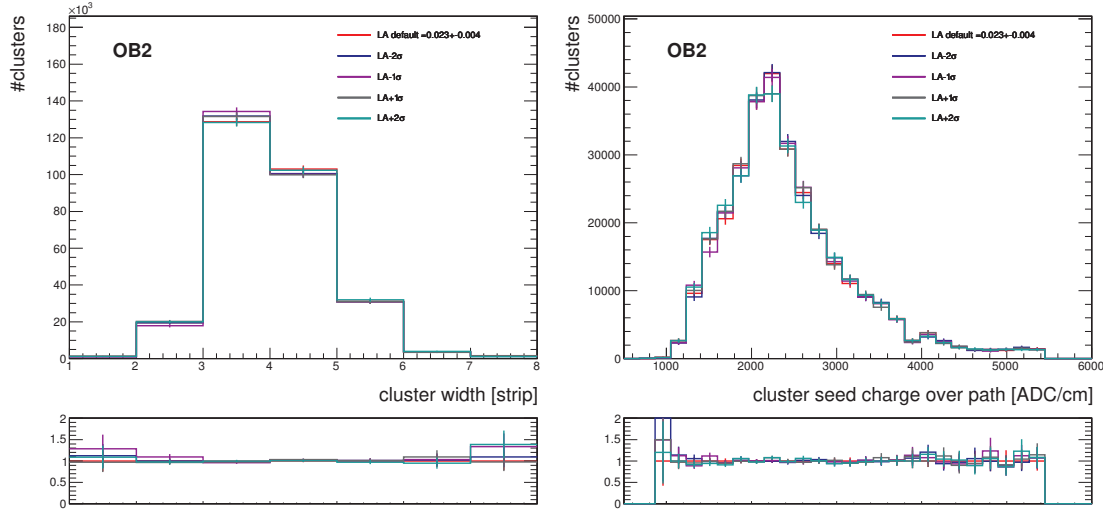 ×10³
180
160
140
120
100
80
60
40
20
0
#clusters
OB2
LA default =0.023+-0.004
LA-2σ
LA-1σ
LA+1σ
LA+2σ
1 2 3 4 5 6 7 8
cluster width [strip]
2
1.5
1
0.5
0
50000
40000
30000
20000
10000
0
#clusters
OB2
LA default =0.023+-0.004
LA-2σ
LA-1σ
LA+1σ
LA+2σ
1000 2000 3000 4000 5000 6000
cluster seed charge over path [ADC/cm]
2
1.5
1
0.5
0